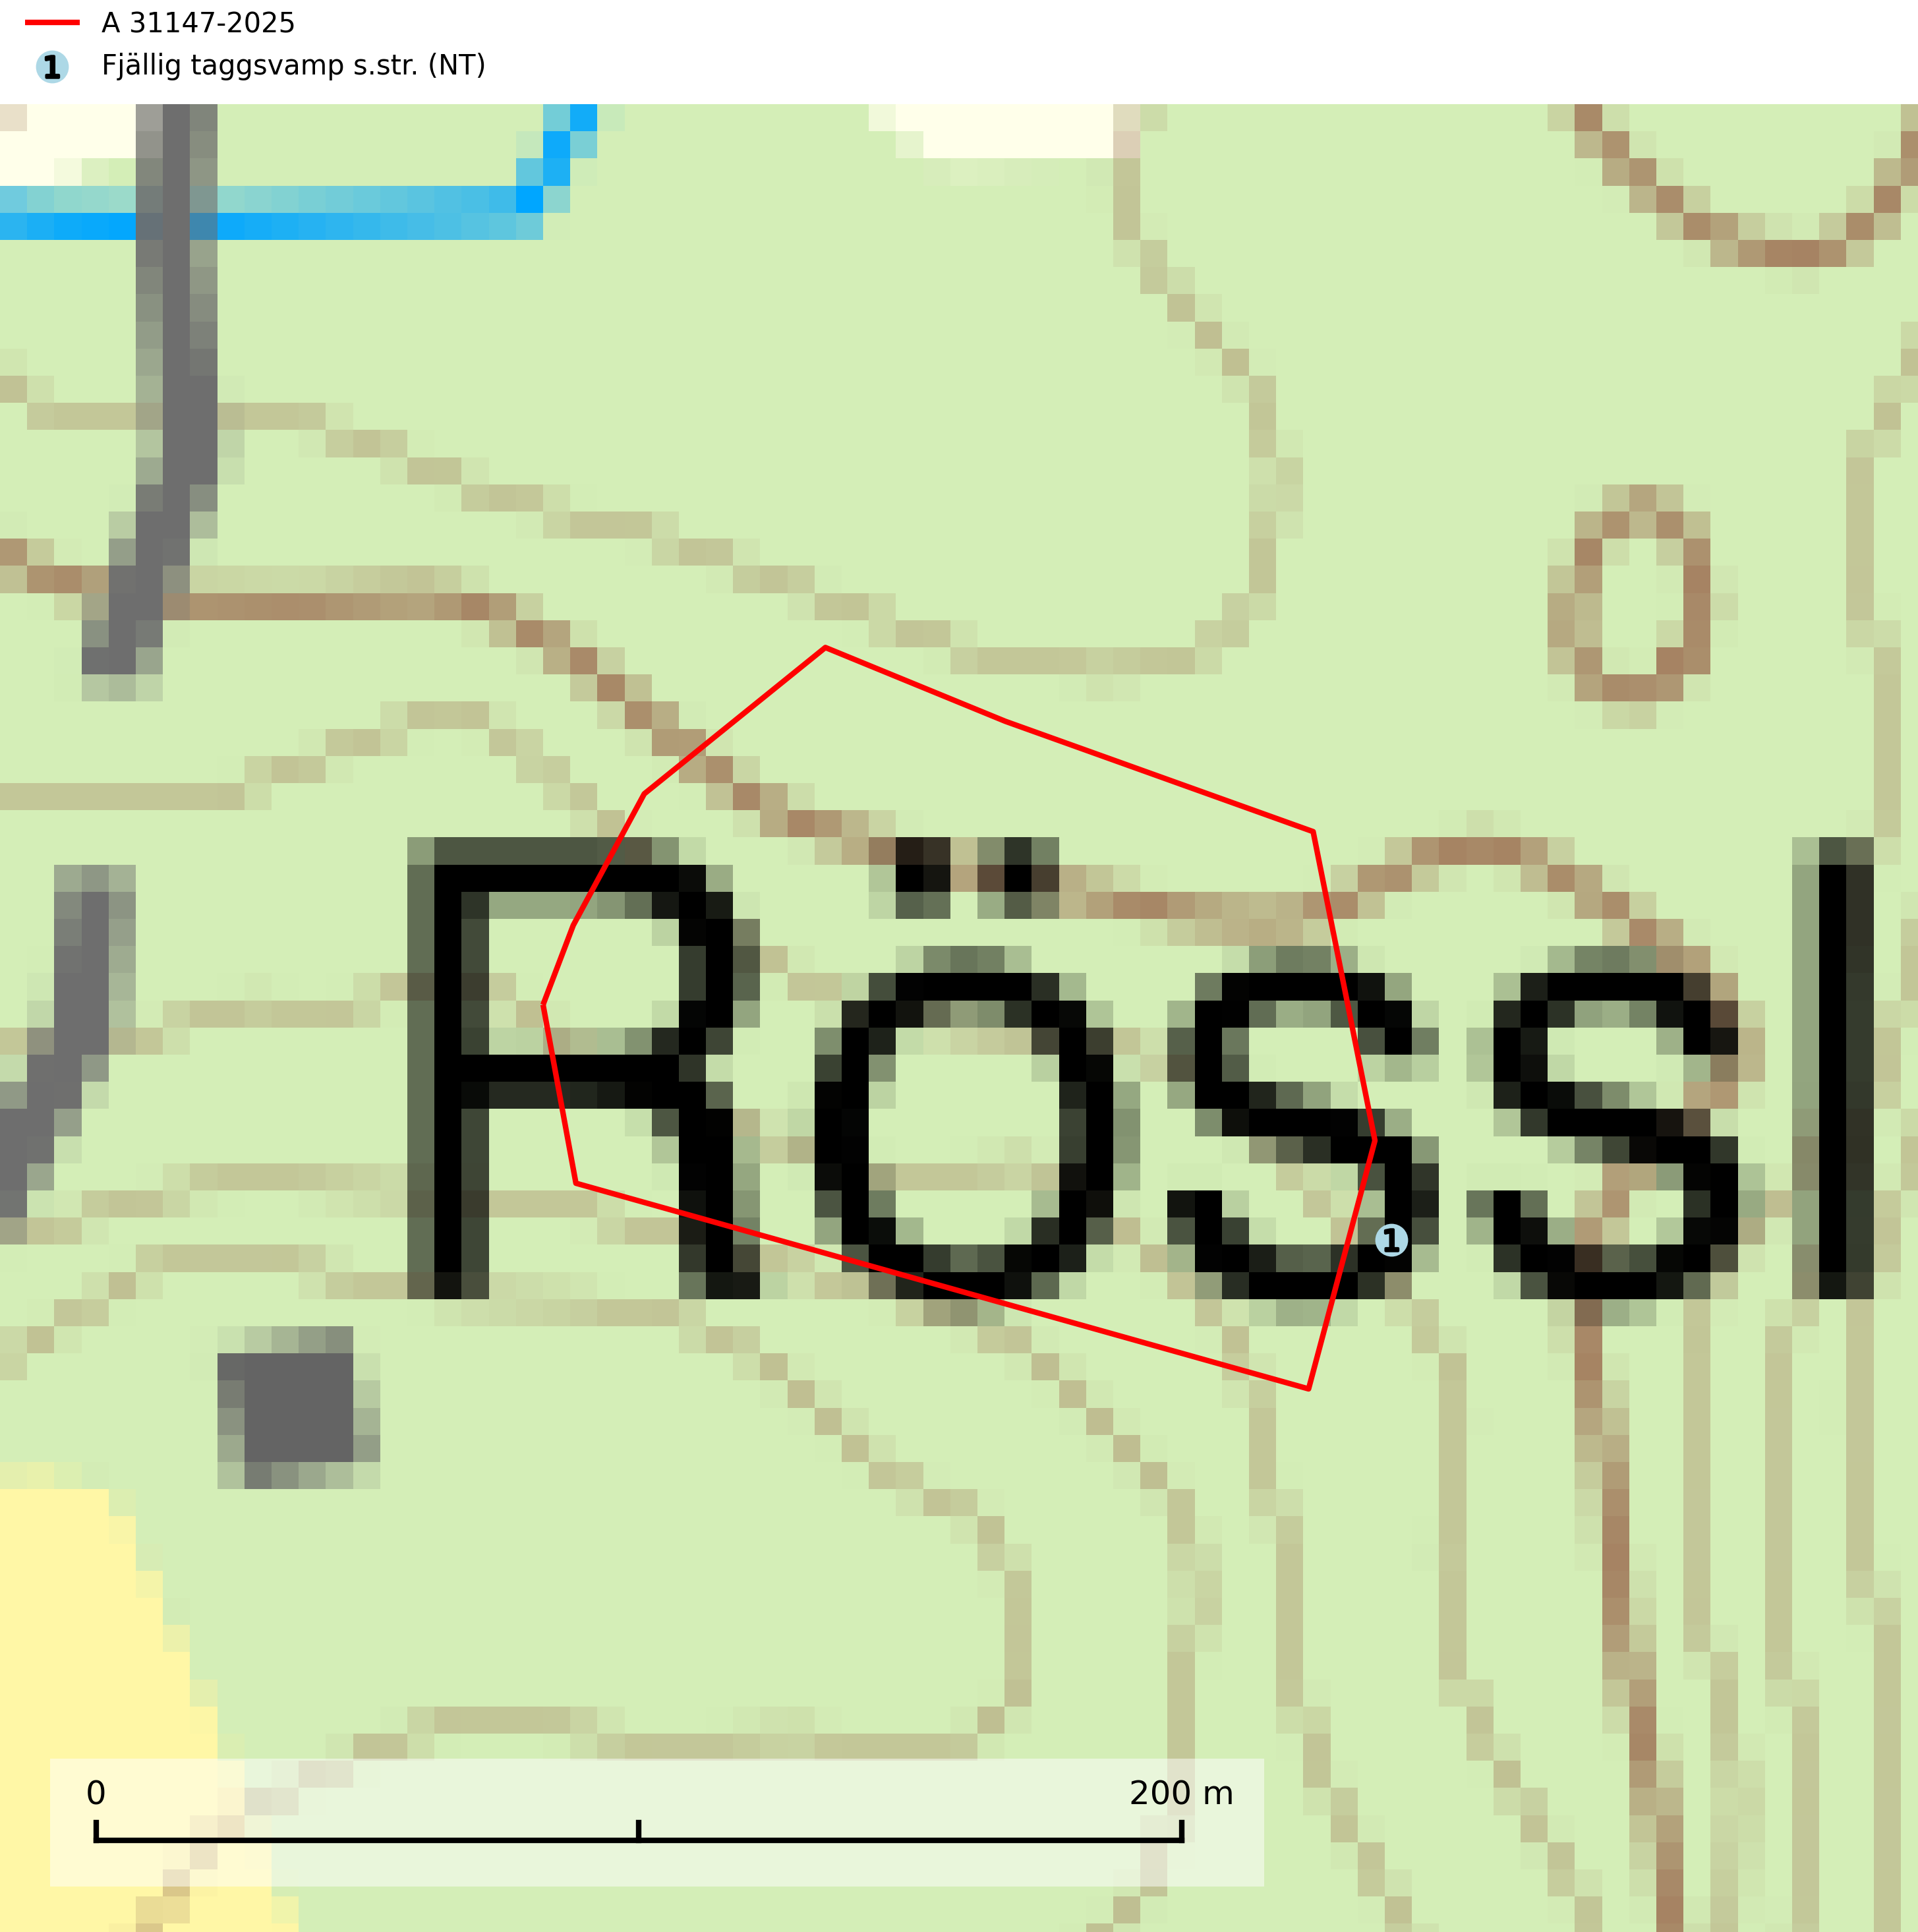 A 31147-2025
1 Fjällig taggsvamp s.str. (NT)
Rössl
1
0 200 m